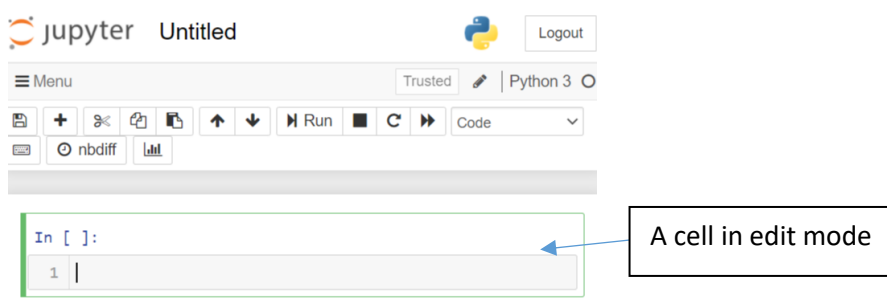 jupyter Untitled Logout
Menu Trusted Python 3
Run Code
nbdiff
In [ ]:
A cell in edit mode
1